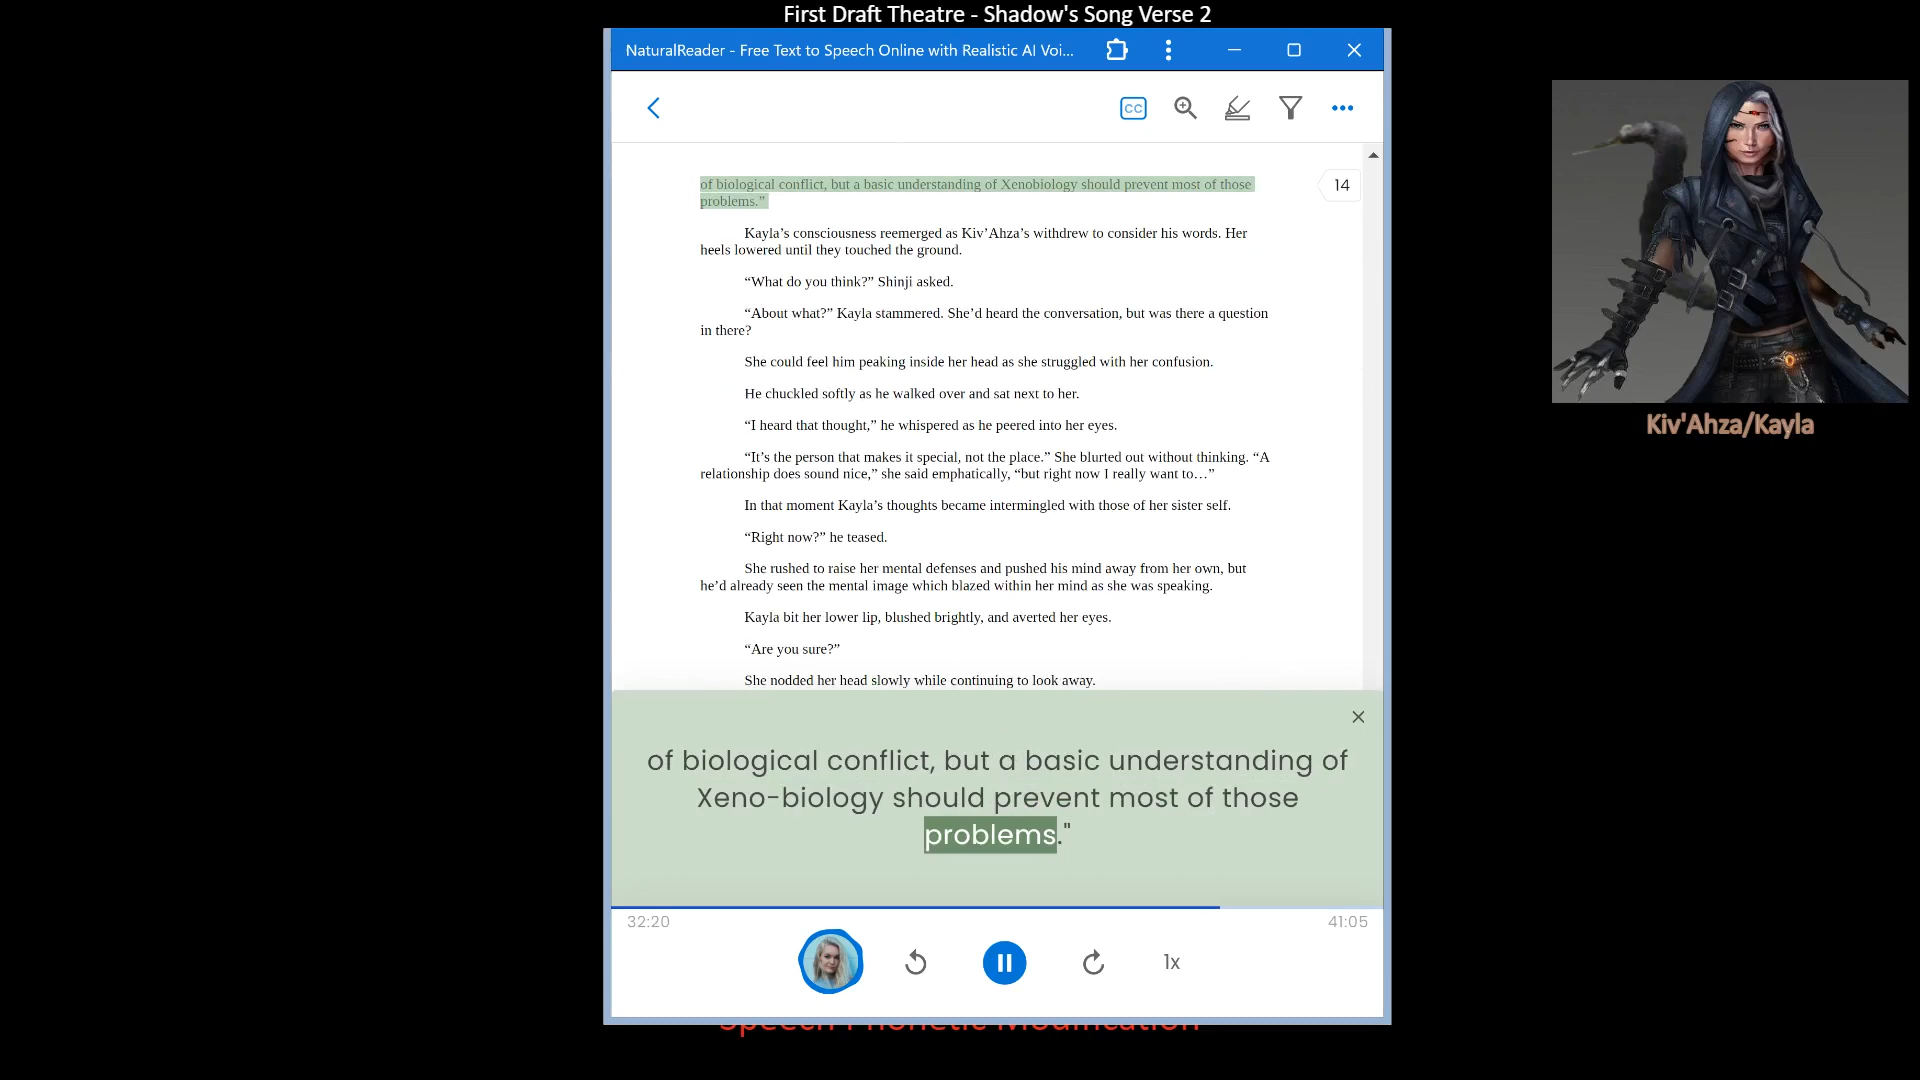 First Draft Theatre - Shadow's Song Verse 2
NaturalReader - Free Text to Speech Online with Realistic AI Voi...
CC
14
of biological conflict, but a basic understanding of Xenobiology should prevent most of those
problems.”
Kayla’s consciousness reemerged as Kiv’Ahza’s withdrew to consider his words. Her
heels lowered until they touched the ground.
“What do you think?” Shinji asked.
“About what?” Kayla stammered. She’d heard the conversation, but was there a question
in there?
She could feel him peaking inside her head as she struggled with her confusion.
He chuckled softly as he walked over and sat next to her.
“I heard that thought,” he whispered as he peered into her eyes.
“It’s the person that makes it special, not the place.” She blurted out without thinking. “A
relationship does sound nice,” she said emphatically, “but right now I really want to…”
In that moment Kayla’s thoughts became intermingled with those of her sister self.
“Right now?” he teased.
She rushed to raise her mental defenses and pushed his mind away from her own, but
he’d already seen the mental image which blazed within her mind as she was speaking.
Kayla bit her lower lip, blushed brightly, and averted her eyes.
“Are you sure?”
She nodded her head slowly while continuing to look away.
of biological conflict, but a basic understanding of
Xeno-biology should prevent most of those
problems."
32:20
41:05
1x
Speech Phonetic Modification
Kiv'Ahza/Kayla